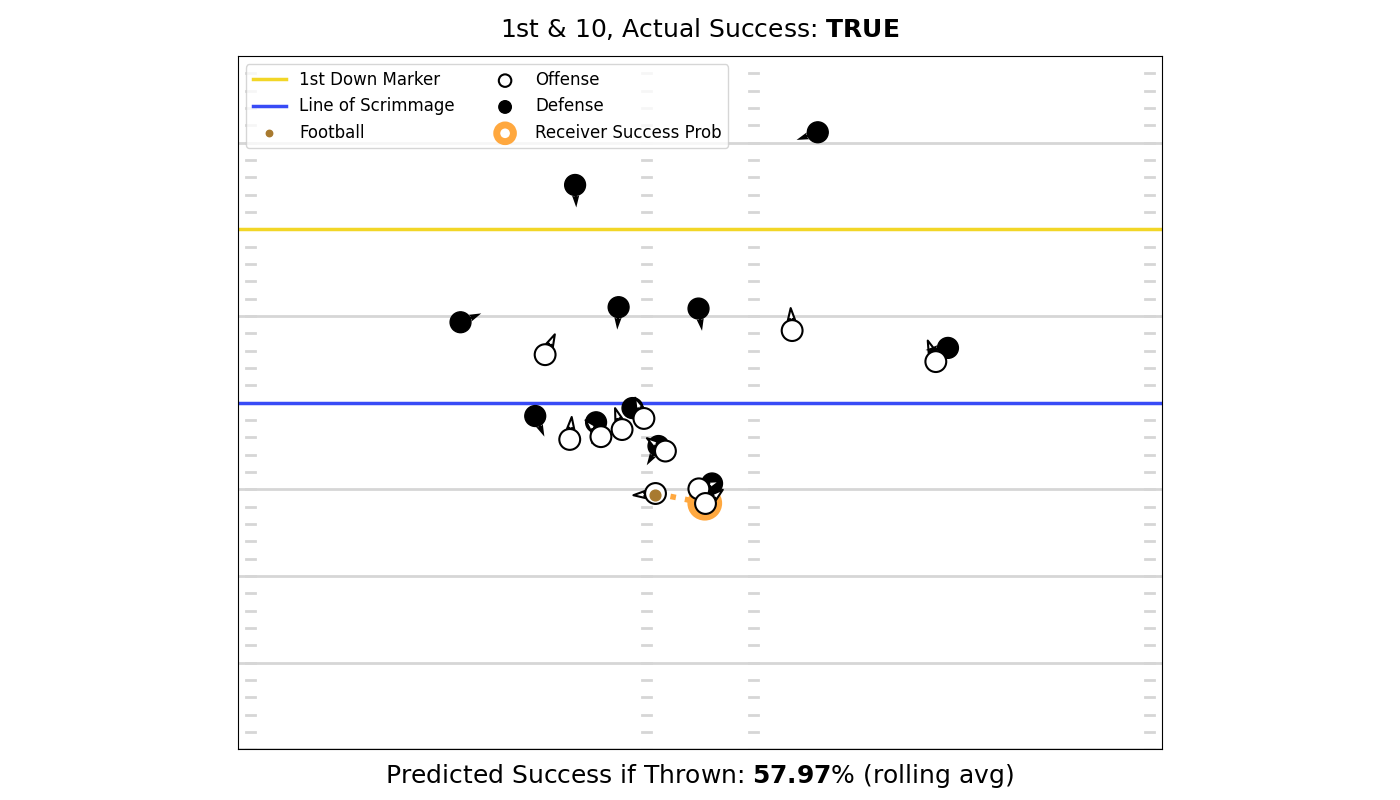 1st & 10, Actual Success: TRUE
1st Down Marker
Line of Scrimmage
Football
Offense
Defense
Receiver Success Prob
Predicted Success if Thrown: 57.97% (rolling avg)